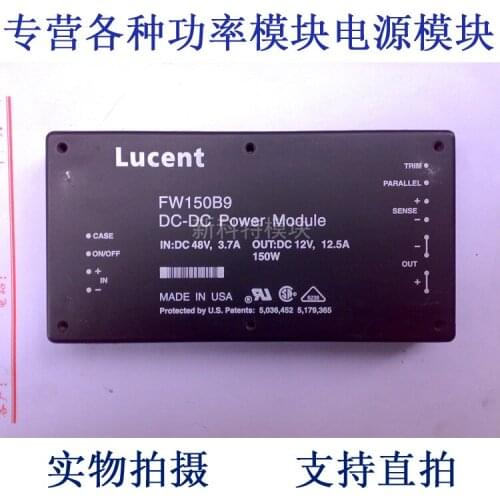 专营各种功率模块电源模块
Lucent
FW150B9
DC-DC Power Module
新科特模块
IN:DC 48V, 3.7A OUT:DC 12V, 12.5A
150W
CASE
ON/OFF
+
IN
−
TRIM
PARALLEL
+
SENSE
−
−
OUT
+
MADE IN USA
Protected by U.S. Patents: 5,036,452 5,179,365
实物拍摄 支持直拍